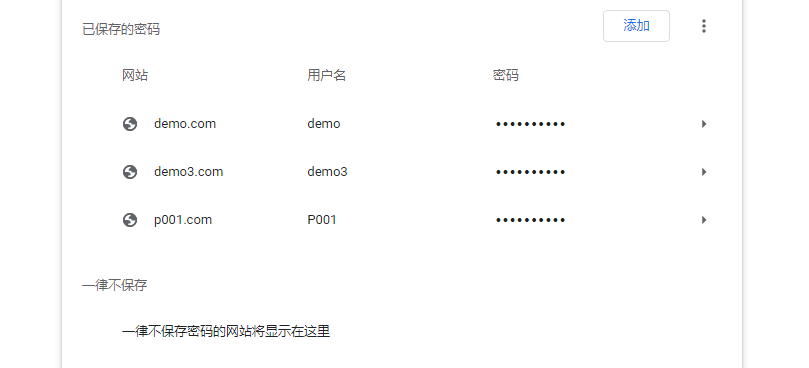 已保存的密码 添加
网站 用户名 密码
demo.com demo ••••••••••
demo3.com demo3 ••••••••••
p001.com P001 ••••••••••
一律不保存
一律不保存密码的网站将显示在这里